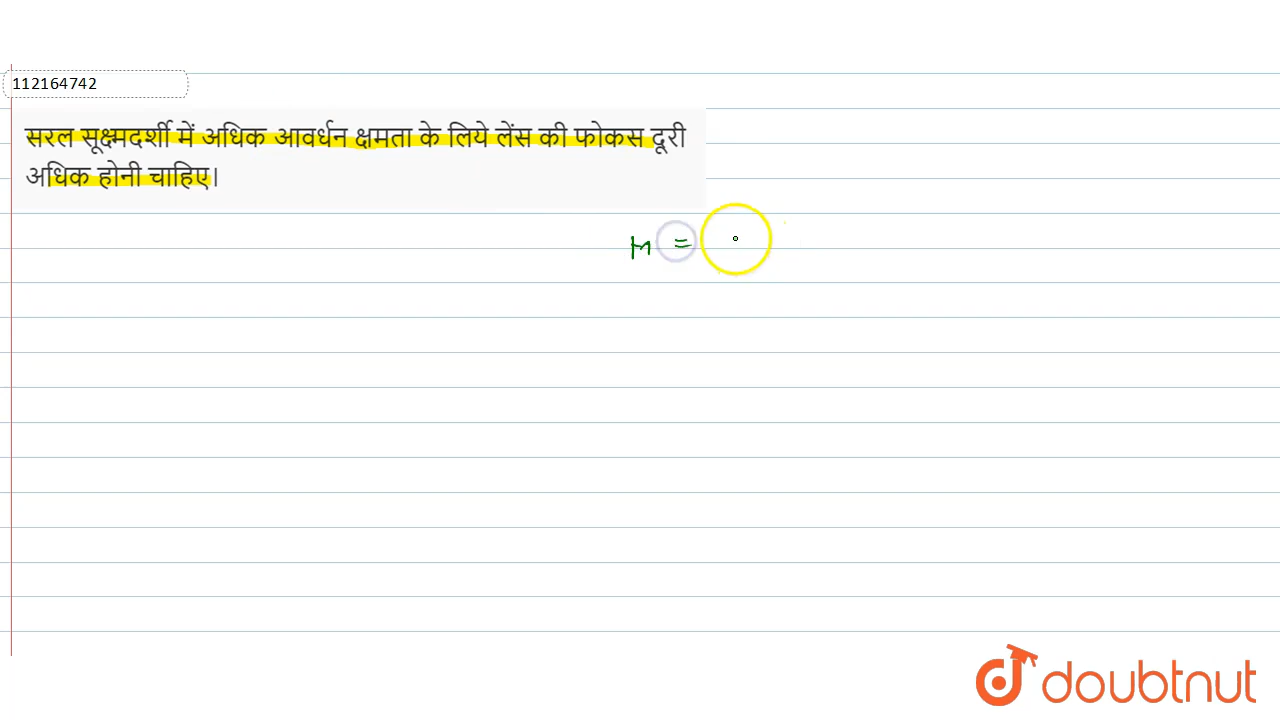 112164742
सरल सूक्ष्मदर्शी में अधिक आवर्धन क्षमता के लिये लेंस की फोकस दूरी
अधिक होनी चाहिए।
M =
doubtnut